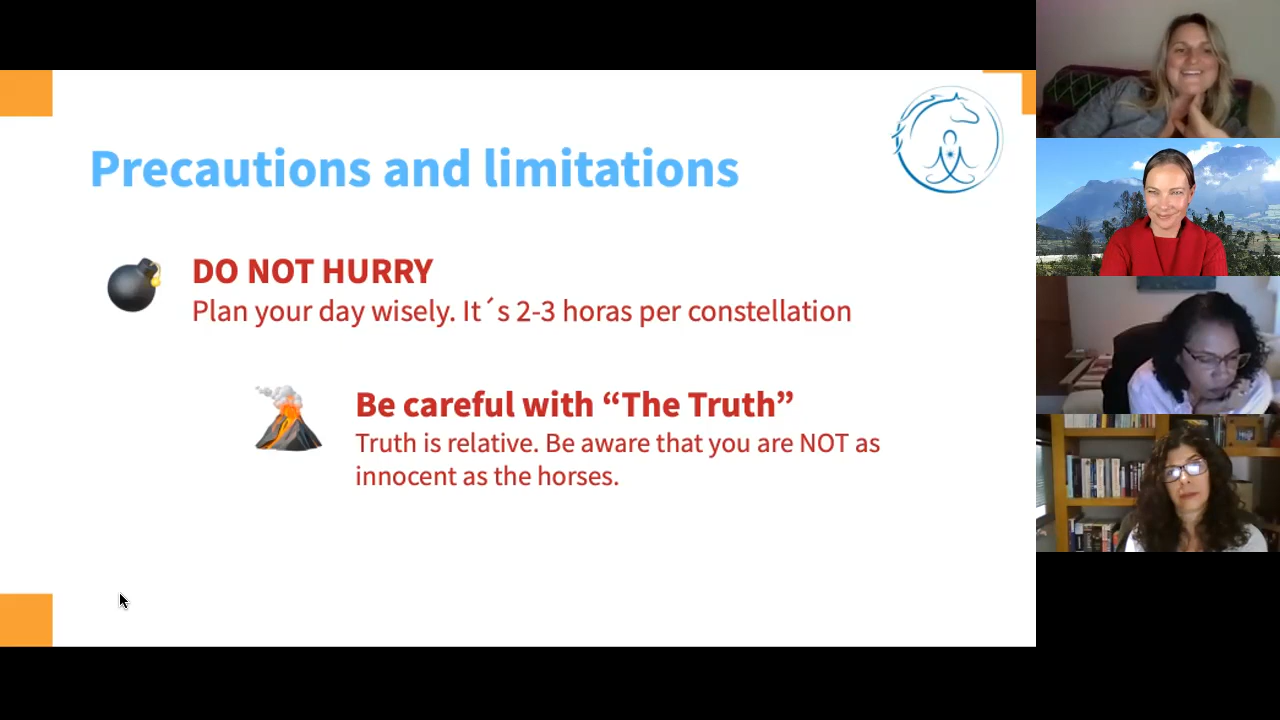 Precautions and limitations
DO NOT HURRY
Plan your day wisely. It´s 2-3 horas per constellation
Be careful with “The Truth”
Truth is relative. Be aware that you are NOT as
innocent as the horses.